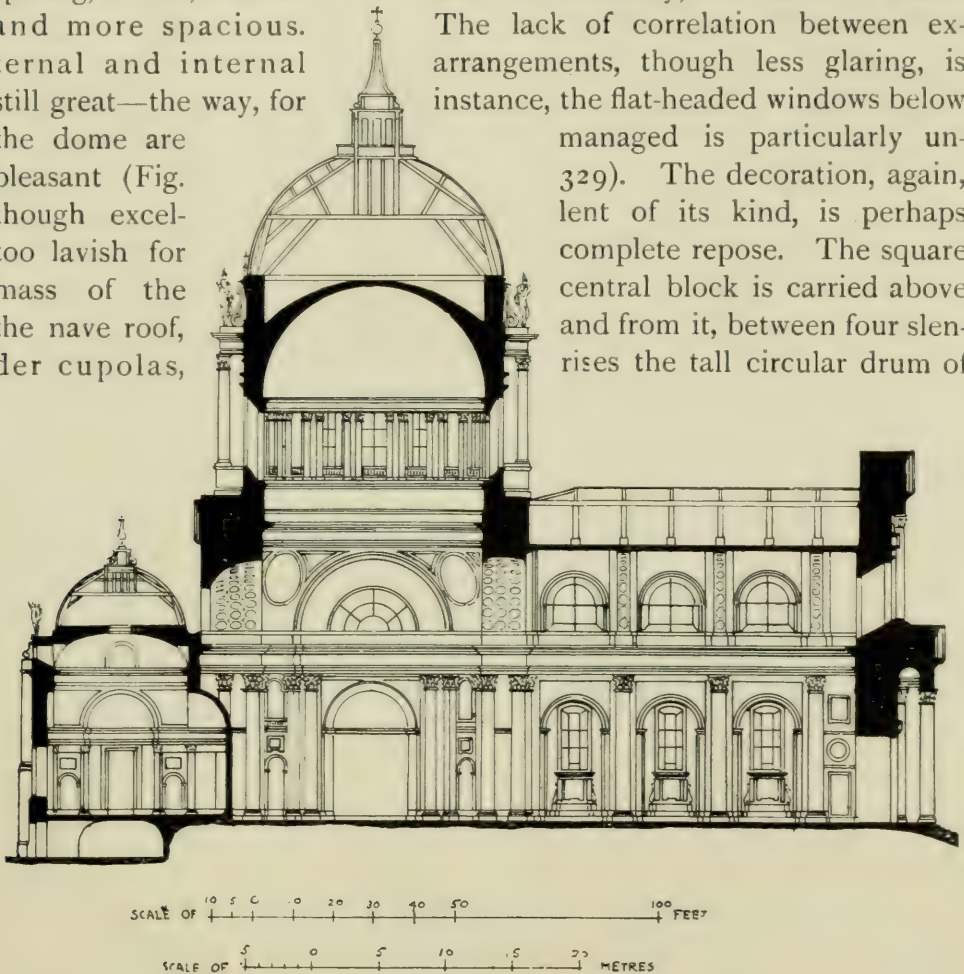 and more spacious. The lack of correlation between ex-
ternal and internal arrangements, though less glaring, is
still great—the way, for instance, the flat-headed windows below
the dome are managed is particularly un-
pleasant (Fig. 329). The decoration, again,
hough excel- lent of its kind, is perhaps
too lavish for complete repose. The square
mass of the central block is carried above
the nave roof, and from it, between four slen-
der cupolas, rises the tall circular drum of
SCALE OF 10 5 0 10 20 30 40 50 100 FEET
SCALE OF 5 0 5 10 15 20 METRES